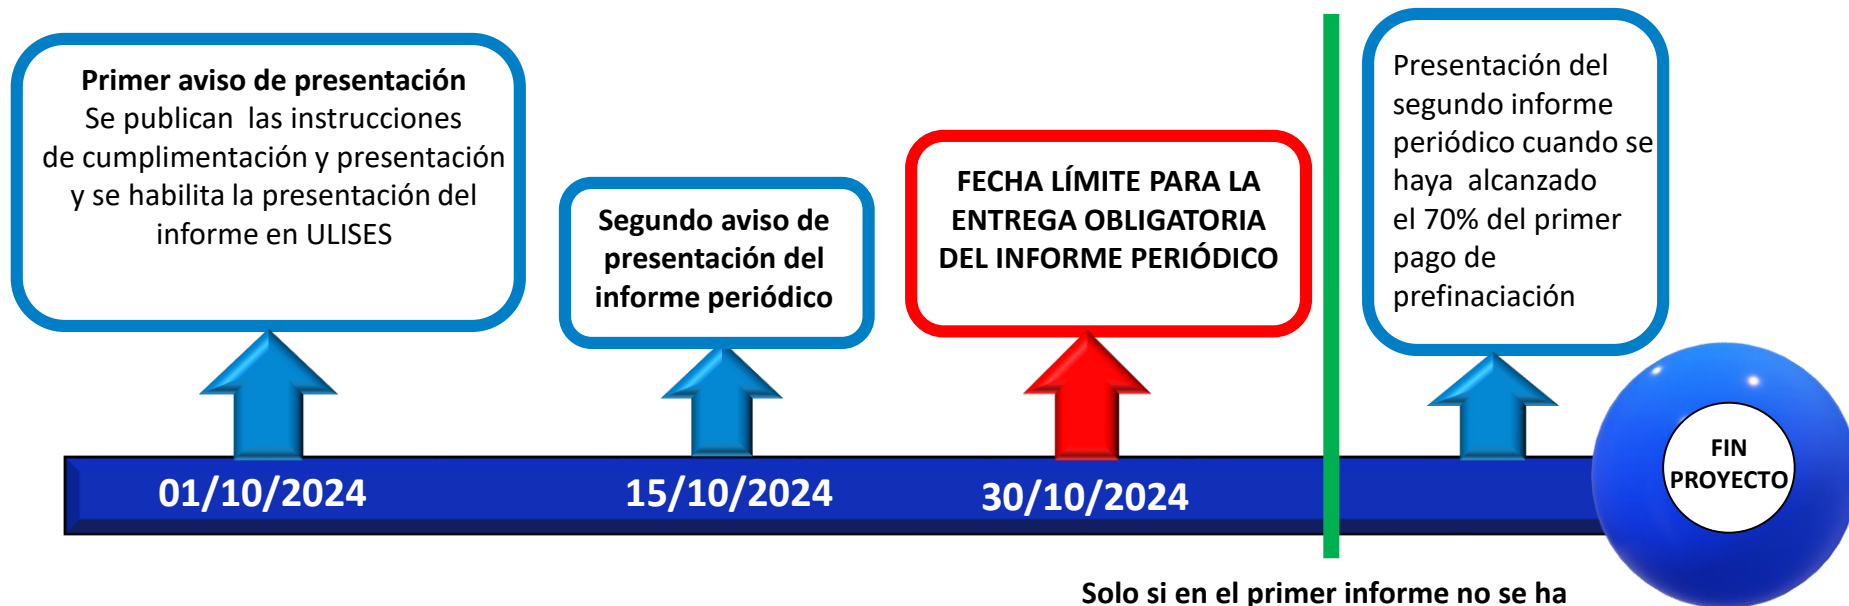 Primer aviso de presentación
Se publican las instrucciones
de cumplimentación y presentación
y se habilita la presentación del
informe en ULISES
Segundo aviso de
presentación del
informe periódico
FECHA LÍMITE PARA LA
ENTREGA OBLIGATORIA
DEL INFORME PERIÓDICO
Presentación del
segundo informe
periódico cuando se
haya alcanzado
el 70% del primer
pago de
prefinaciación
01/10/2024
15/10/2024
30/10/2024
FIN
PROYECTO
Solo si en el primer informe no se ha